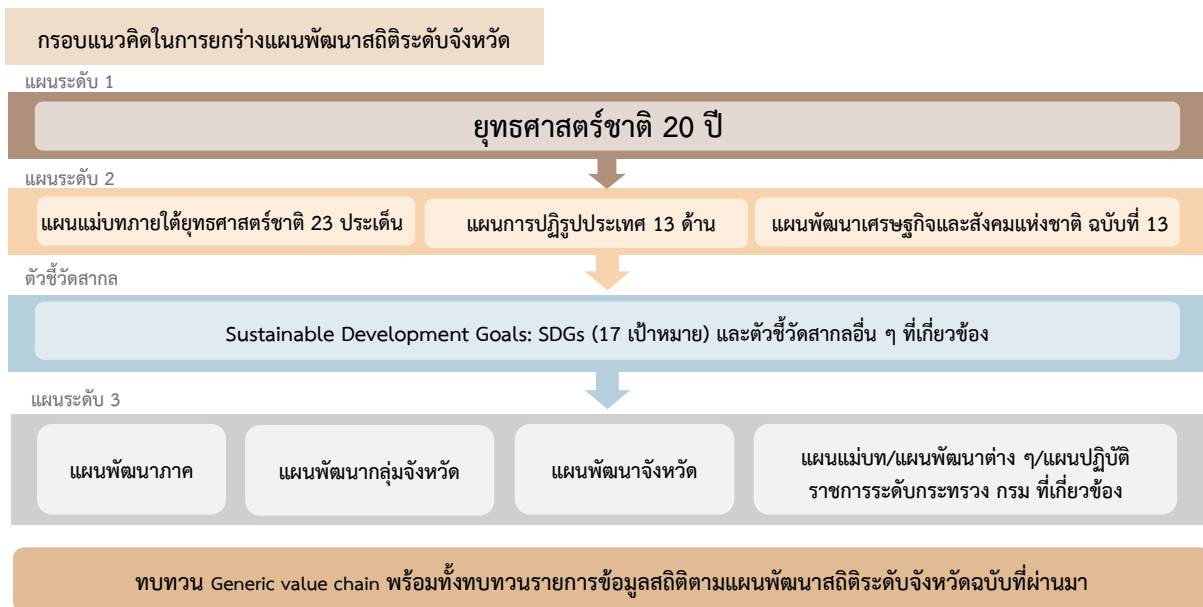 กรอบแนวคิดในการยกร่างแผนพัฒนาสถิติระดับจังหวัด
แผนระดับ 1
ยุทธศาสตร์ชาติ 20 ปี
แผนระดับ 2
แผนแม่บทภายใต้ยุทธศาสตร์ชาติ 23 ประเด็น
แผนการปฏิรูปประเทศ 13 ด้าน
แผนพัฒนาเศรษฐกิจและสังคมแห่งชาติ ฉบับที่ 13
ตัวชี้วัดสากล
Sustainable Development Goals: SDGs (17 เป้าหมาย) และตัวชี้วัดสากลอื่น ๆ ที่เกี่ยวข้อง
แผนระดับ 3
แผนพัฒนาภาค
แผนพัฒนากลุ่มจังหวัด
แผนพัฒนาจังหวัด
แผนแม่บท/แผนพัฒนาต่าง ๆ/แผนปฏิบัติ
ราชการระดับกระทรวง กรม ที่เกี่ยวข้อง
ทบทวน Generic value chain พร้อมทั้งทบทวนรายการข้อมูลสถิติตามแผนพัฒนาสถิติระดับจังหวัดฉบับที่ผ่านมา